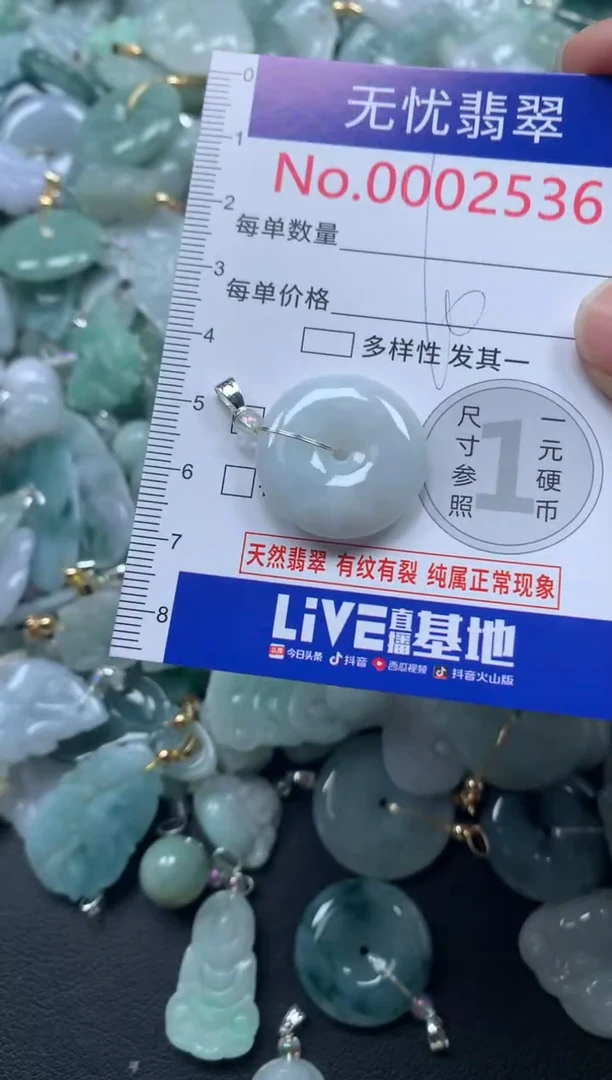 0
无忧翡翠
1
No.0002536
2
每单数量
3
每单价格
4
多样性 发其一
5
尺寸参照
1
一元硬币
6
7
天然翡翠 有纹有裂 纯属正常现象
8
LiVE直播基地
今日头条 抖音 西瓜视频 抖音火山版